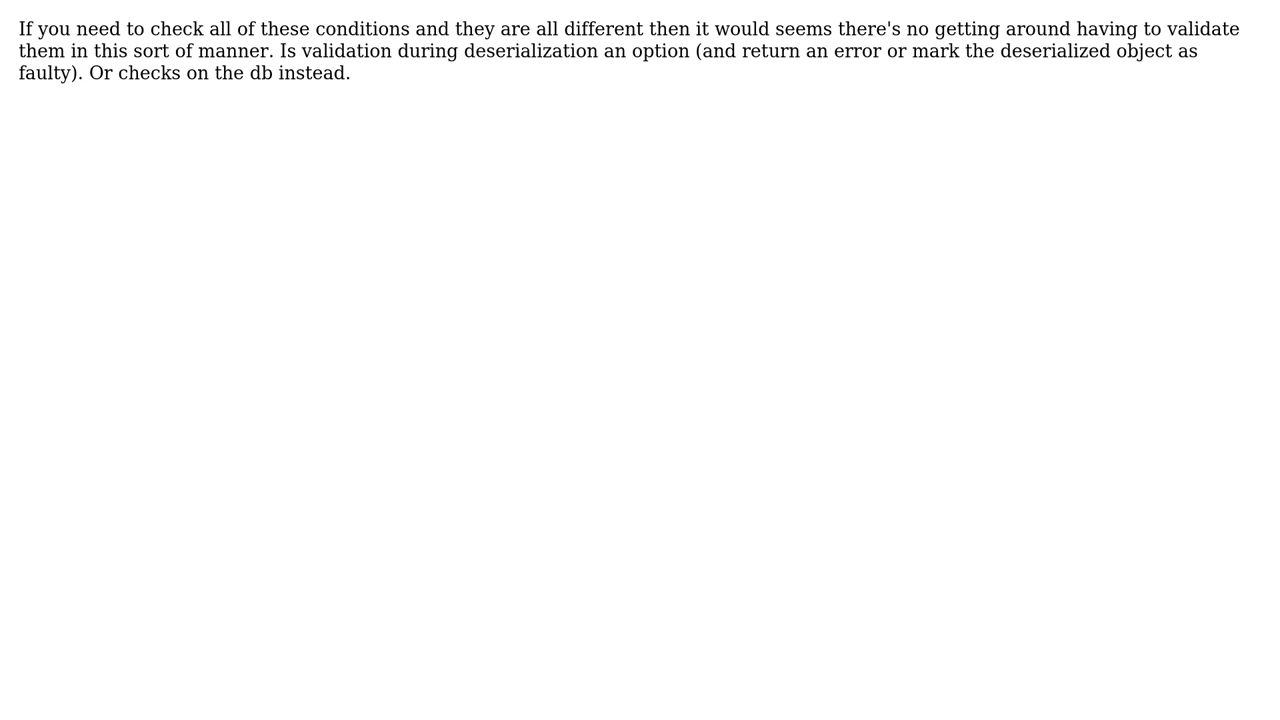 If you need to check all of these conditions and they are all different then it would seems there's no getting around having to validate
them in this sort of manner. Is validation during deserialization an option (and return an error or mark the deserialized object as
faulty). Or checks on the db instead.